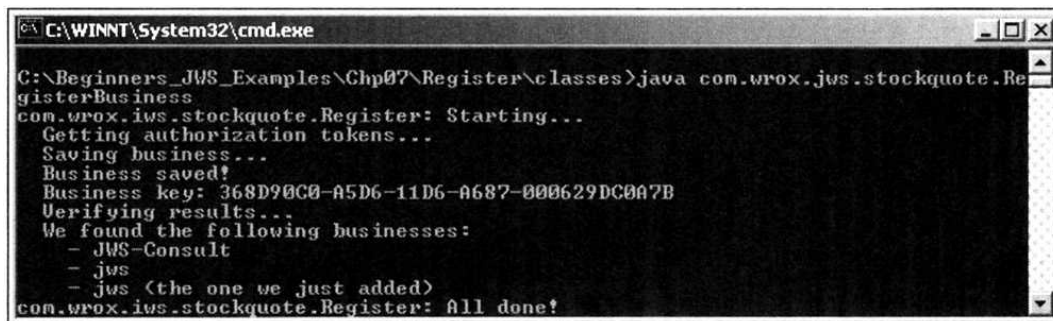 C:\WINNT\System32\cmd.exe
C:\Beginners_JWS_Examples\Chp07\Register\classes>java com.wrox.jws.stockquote.Re
gisterBusiness
com.wrox.iws.stockquote.Register: Starting...
Getting authorization tokens...
Saving business...
Business saved!
Business key: 368D90C0-A5D6-11D6-A687-000629DC0A7B
Verifying results...
We found the following businesses:
- JWS-Consult
- jws
- jws (the one we just added)
com.wrox.iws.stockquote.Register: All done!